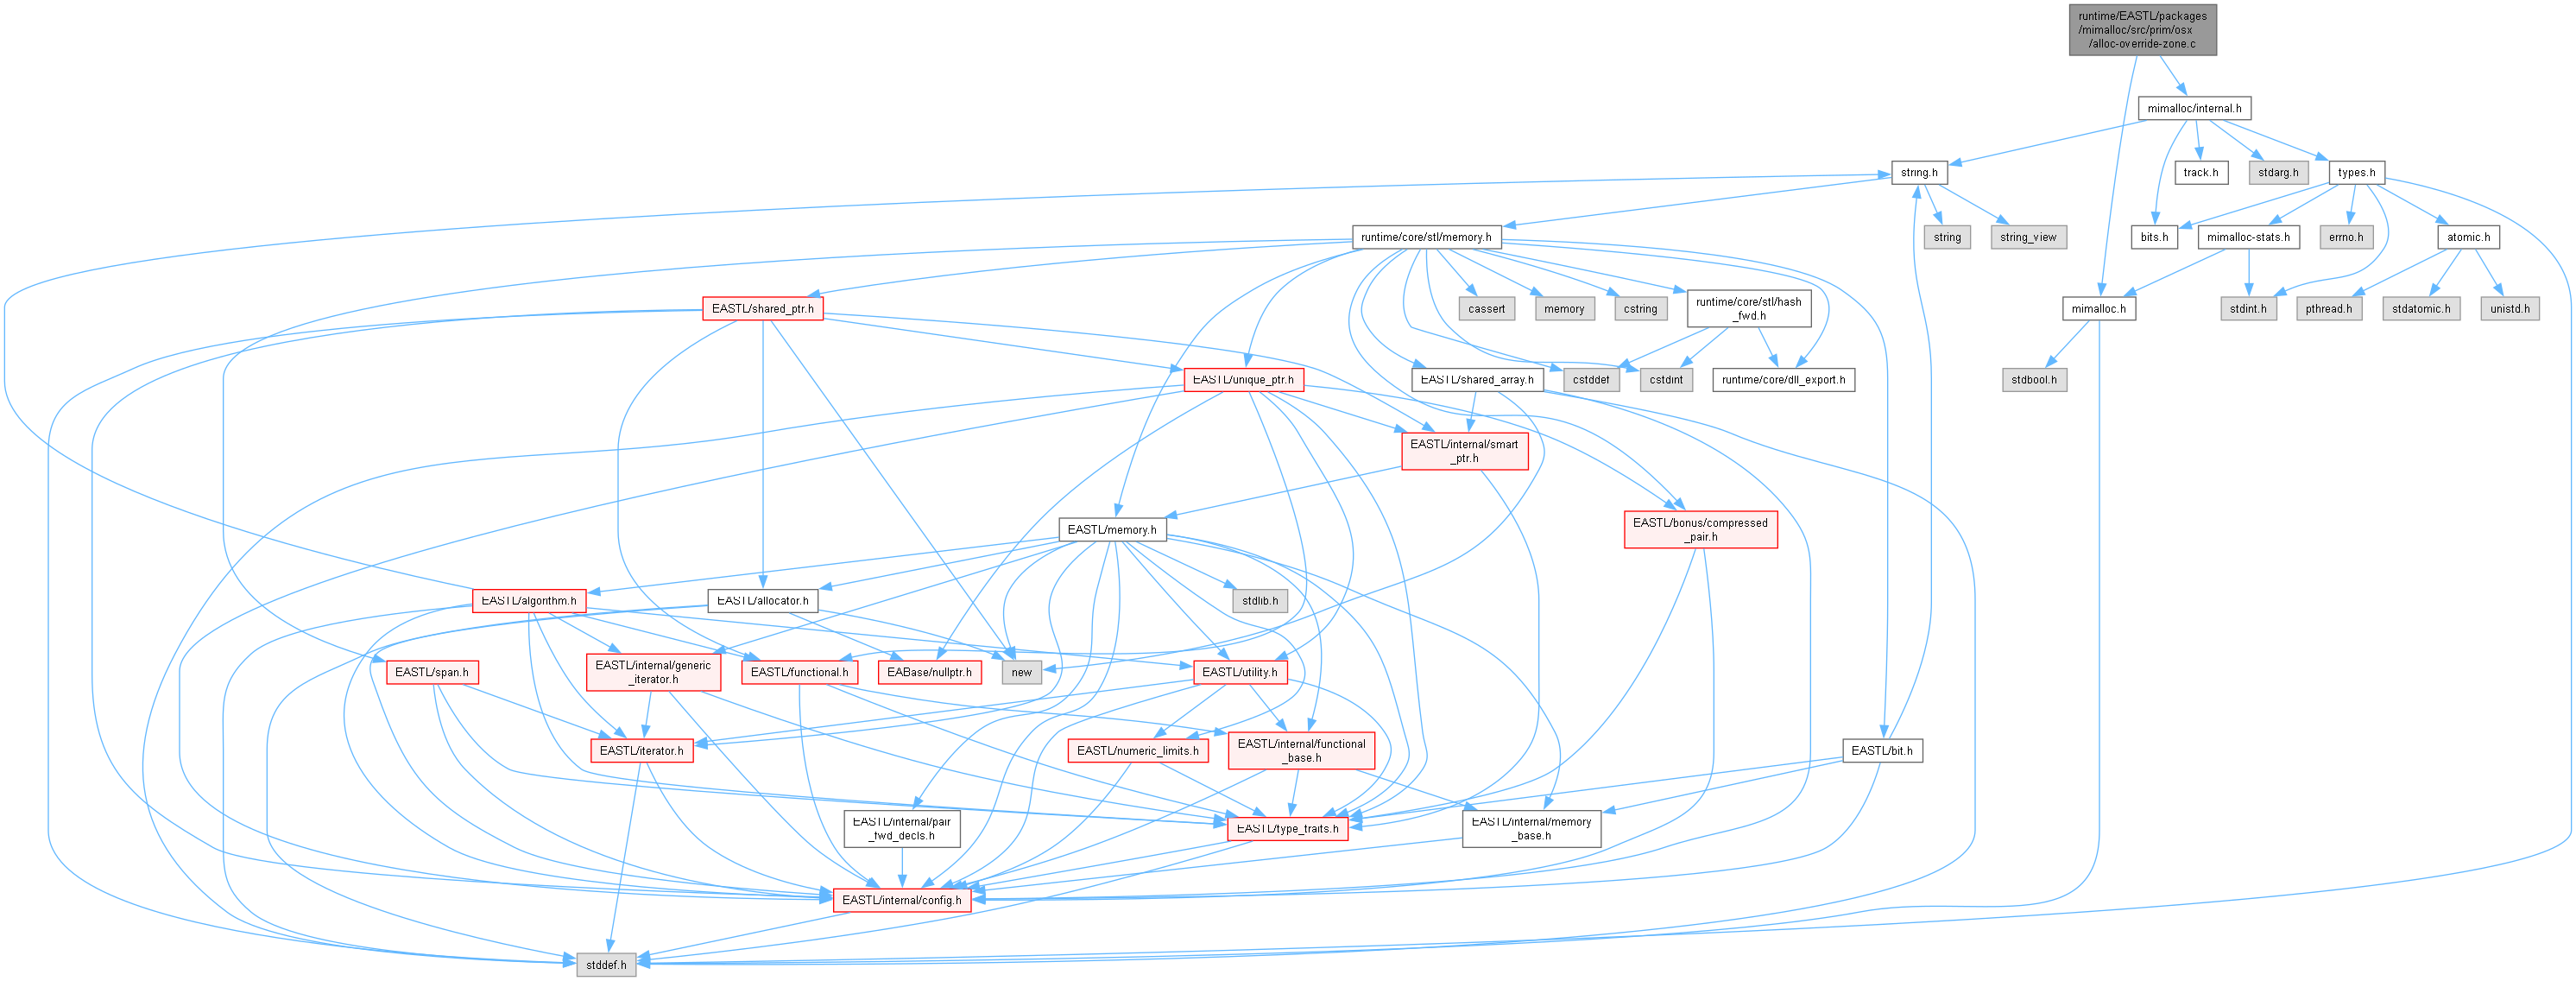 runtime/EASTL/packages
/mimalloc/src/prim/osx
/alloc-override-zone.c
mimalloc/internal.h
string.h
track.h
stdarg.h
types.h
runtime/core/stl/memory.h
string
string_view
bits.h
mimalloc-stats.h
errno.h
atomic.h
EASTL/shared_ptr.h
cassert
memory
cstring
runtime/core/stl/hash
_fwd.h
mimalloc.h
stdint.h
pthread.h
stdatomic.h
unistd.h
EASTL/unique_ptr.h
EASTL/shared_array.h
cstddef
cstdint
runtime/core/dll_export.h
stdbool.h
EASTL/internal/smart
_ptr.h
EASTL/memory.h
EASTL/bonus/compressed
_pair.h
EASTL/algorithm.h
EASTL/allocator.h
stdlib.h
EASTL/span.h
EASTL/internal/generic
_iterator.h
EASTL/functional.h
EABase/nullptr.h
new
EASTL/utility.h
EASTL/iterator.h
EASTL/numeric_limits.h
EASTL/internal/functional
_base.h
EASTL/bit.h
EASTL/internal/pair
_fwd_decls.h
EASTL/type_traits.h
EASTL/internal/memory
_base.h
EASTL/internal/config.h
stddef.h